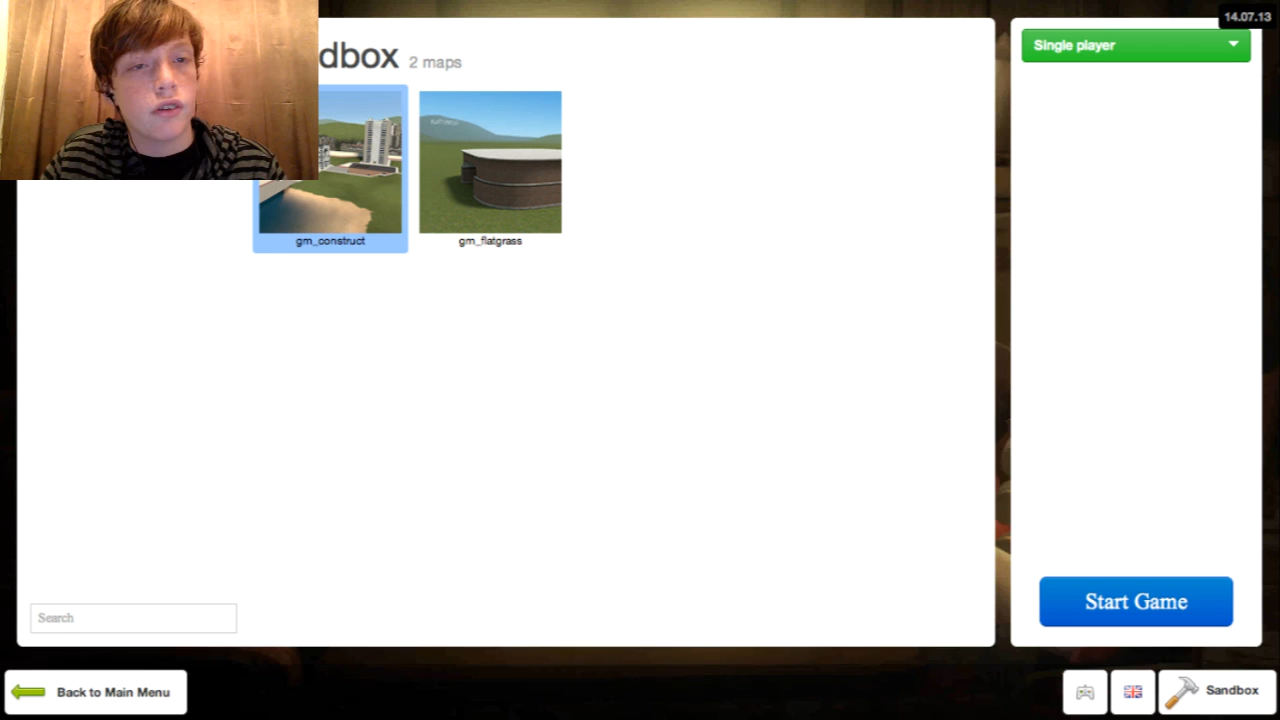 14.07.13
dbox 2 maps
Single player
gm_construct
gm_flatgrass
Start Game
Search
Back to Main Menu
Sandbox